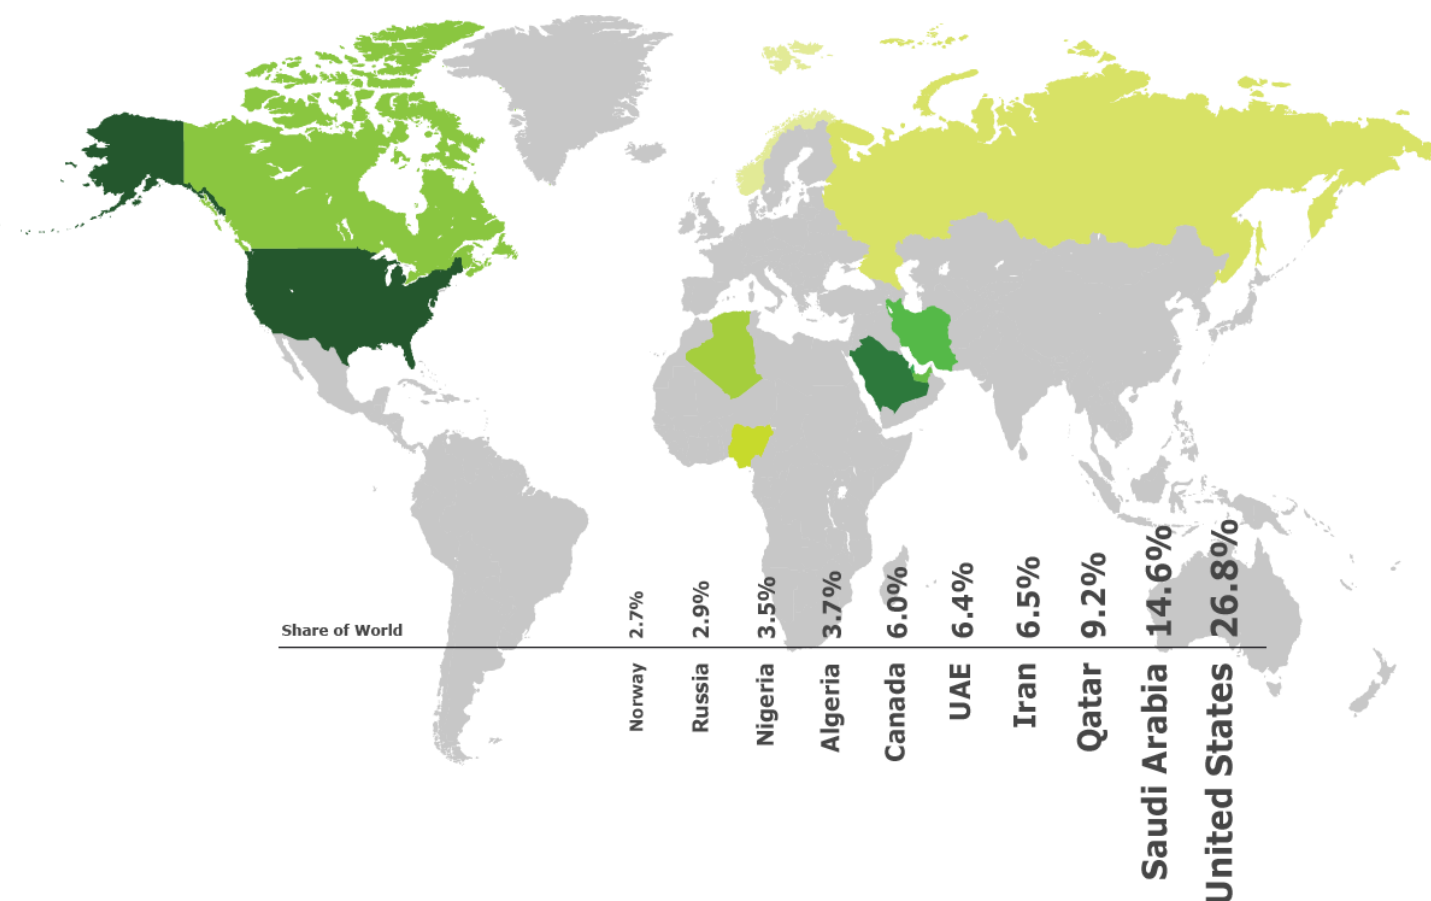 2.7%
2.9%
3.5%
3.7%
6.0%
6.4%
6.5%
9.2%
14.6%
26.8%
Share of World
Norway
Russia
Nigeria
Algeria
Canada
UAE
Iran
Qatar
Saudi Arabia
United States